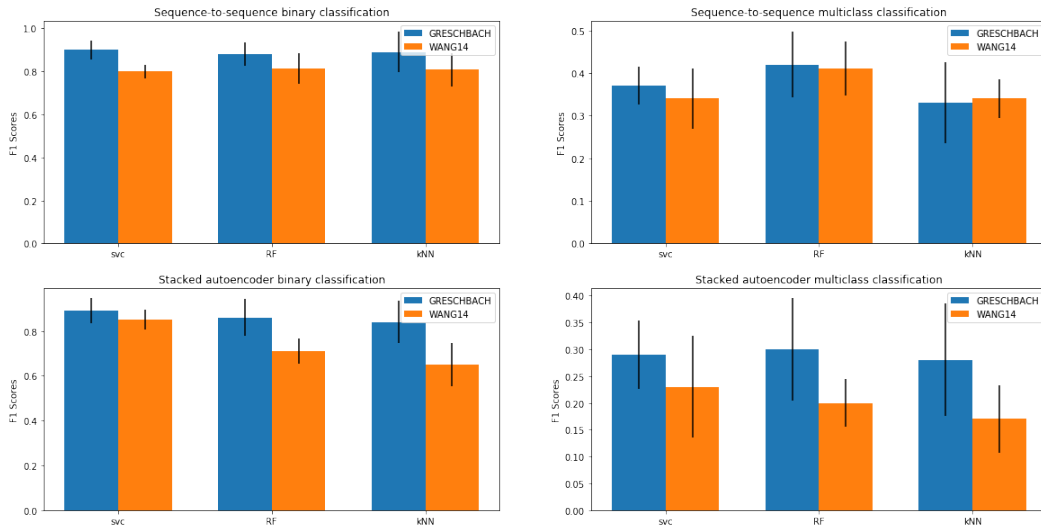 Sequence-to-sequence binary classification
F1 Scores
1.0
0.8
0.6
0.4
0.2
0.0
svc
RF
kNN
GRESCHBACH
WANG14
Sequence-to-sequence multiclass classification
F1 Scores
0.5
0.4
0.3
0.2
0.1
0.0
svc
RF
kNN
GRESCHBACH
WANG14
Stacked autoencoder binary classification
F1 Scores
0.8
0.6
0.4
0.2
0.0
svc
RF
kNN
GRESCHBACH
WANG14
Stacked autoencoder multiclass classification
F1 Scores
0.40
0.35
0.30
0.25
0.20
0.15
0.10
0.05
0.00
svc
RF
kNN
GRESCHBACH
WANG14